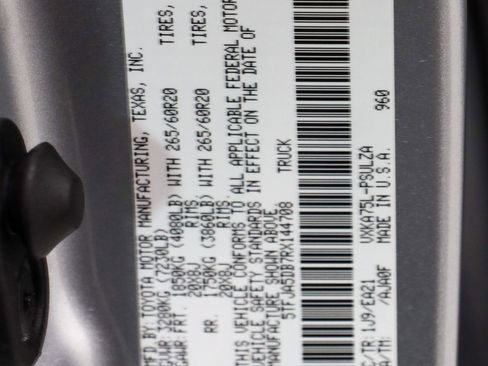 MFD BY: TOYOTA MOTOR MANUFACTURING, TEXAS, INC.
GVWR: 3280KG (7230LB)
GAWR: FRT. 1850KG (4080LB) WITH 265/60R20 TIRES,
20X8J RIMS,
RR. 1750KG (3860LB) WITH 265/60R20 TIRES,
20X8J RIMS,
THIS VEHICLE CONFORMS TO ALL APPLICABLE FEDERAL MOTOR
VEHICLE SAFETY STANDARDS IN EFFECT ON THE DATE OF
MANUFACTURE SHOWN ABOVE.
5TFJA5DB7RX144708 TRUCK
C/TR: 1J9/EA21 VXKA75L-PSULZA
/AJA0F MADE IN U.S.A. 960